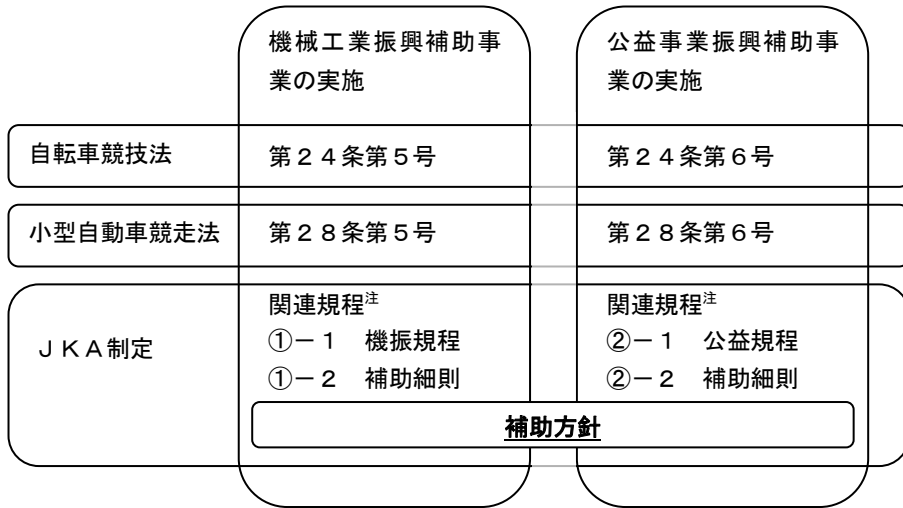 機械工業振興補助事
業の実施
公益事業振興補助事
業の実施
自転車競技法
第24条第5号
第24条第6号
小型自動車競走法
第28条第5号
第28条第6号
JKA制定
関連規程注
①－1 機振規程
①－2 補助細則
関連規程注
②－1 公益規程
②－2 補助細則
補助方針